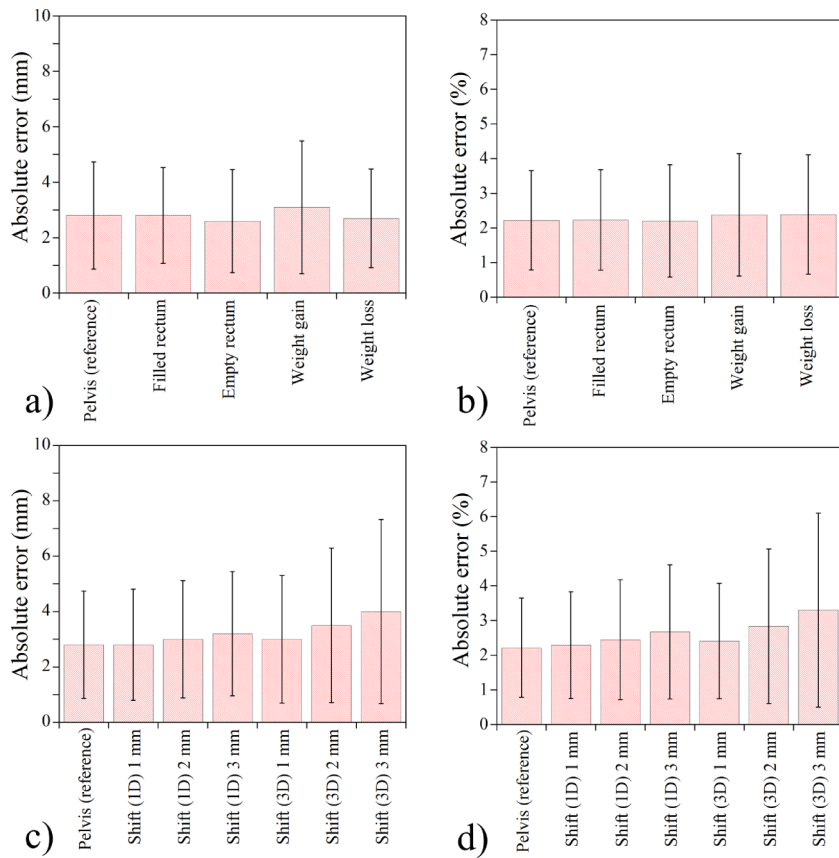 Absolute error (mm)
10
8
6
4
2
0
Pelvis (reference)
Filled rectum
Empty rectum
Weight gain
Weight loss
a)
Absolute error (%)
8
7
6
5
4
3
2
1
0
Pelvis (reference)
Filled rectum
Empty rectum
Weight gain
Weight loss
b)
Absolute error (mm)
10
8
6
4
2
0
Pelvis (reference)
Shift (1D) 1 mm
Shift (1D) 2 mm
Shift (1D) 3 mm
Shift (3D) 1 mm
Shift (3D) 2 mm
Shift (3D) 3 mm
c)
Absolute error (%)
8
7
6
5
4
3
2
1
0
Pelvis (reference)
Shift (1D) 1 mm
Shift (1D) 2 mm
Shift (1D) 3 mm
Shift (3D) 1 mm
Shift (3D) 2 mm
Shift (3D) 3 mm
d)